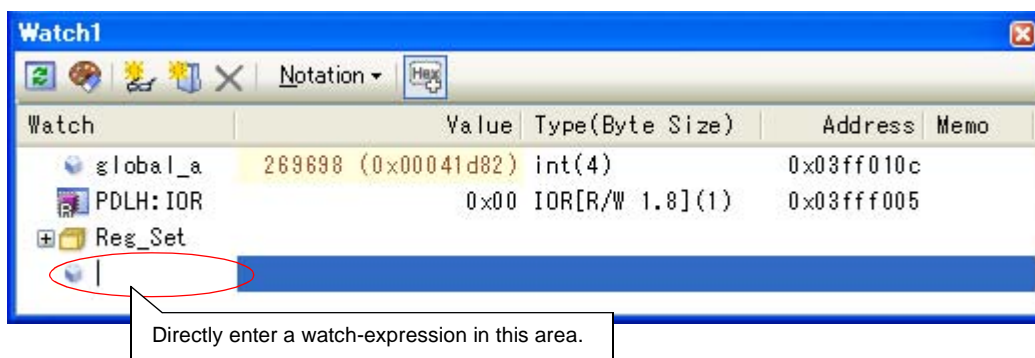 Watch1
Notation
Hex
Watch Value Type(Byte Size) Address Memo
global_a 269698 (0x00041d82) int(4) 0x03ff010c
PDLH:IOR 0x00 IOR[R/W 1.8](1) 0x03fff005
Reg_Set
Directly enter a watch-expression in this area.